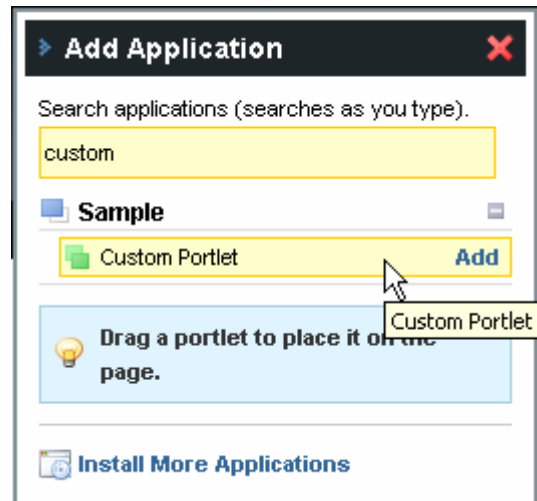 Add Application
Search applications (searches as you type).
custom
Sample
Custom Portlet Add
Custom Portlet
Drag a portlet to place it on the
page.
Install More Applications